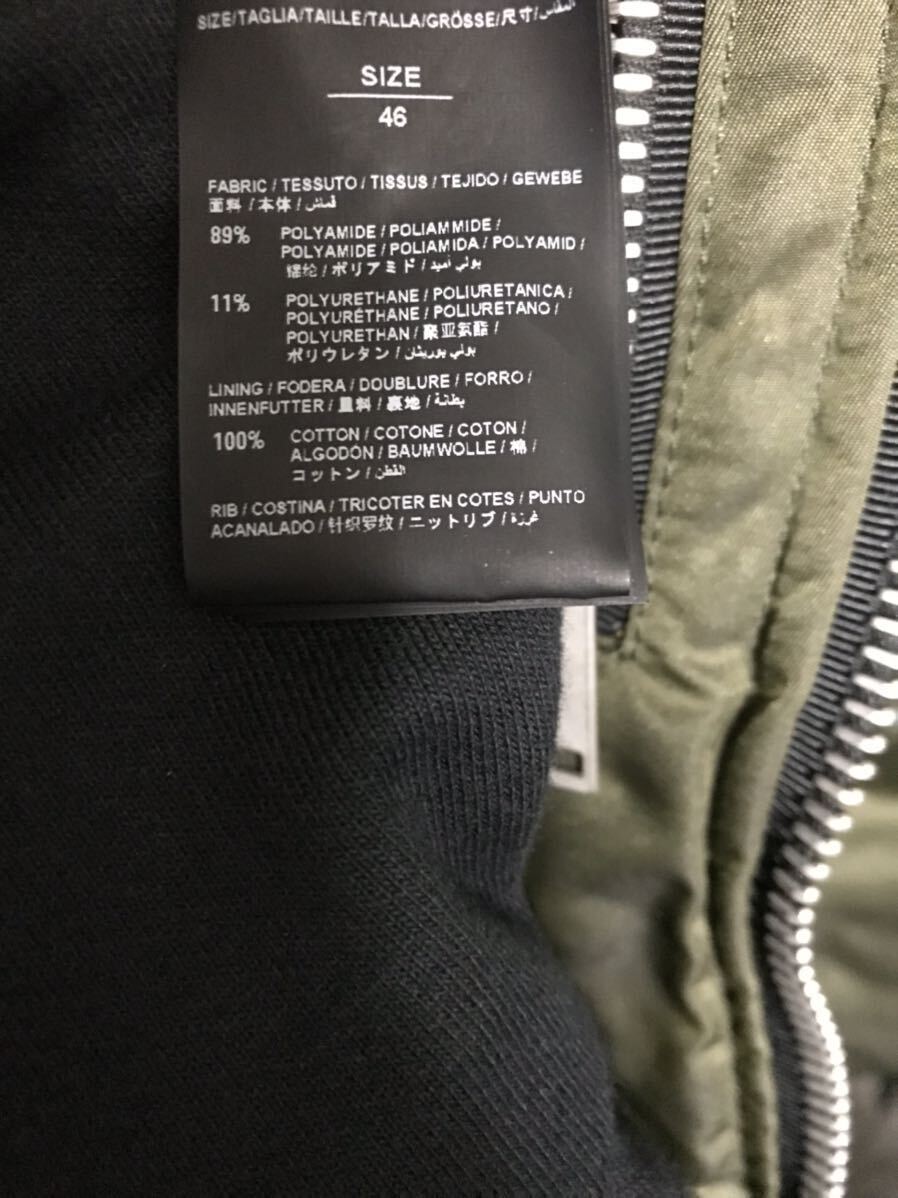 SIZE/TAGLIA/TAILLE/TALLA/GRÖSSE/尺寸/المقاس
SIZE
46
FABRIC / TESSUTO / TISSUS / TEJIDO / GEWEBE
面料 / 本体 / قماش
89% POLYAMIDE / POLIAMMIDE /
POLYAMIDE / POLIAMIDA / POLYAMID /
锦纶 / ポリアミド / بولي أميد
11% POLYURETHANE / POLIURETANICA /
POLYURÉTHANE / POLIURETANO /
POLYURETHAN / 聚亚氨酯 /
ポリウレタン / بولي يوريثان
LINING / FODERA / DOUBLURE / FORRO /
INNENFUTTER / 里料 / 裏地 / بطانة
100% COTTON / COTONE / COTON /
ALGODÓN / BAUMWOLLE / 棉 /
コットン / القطن
RIB / COSTINA / TRICOTER EN COTES / PUNTO
ACANALADO / 针织罗纹 / ニットリブ / غرزة